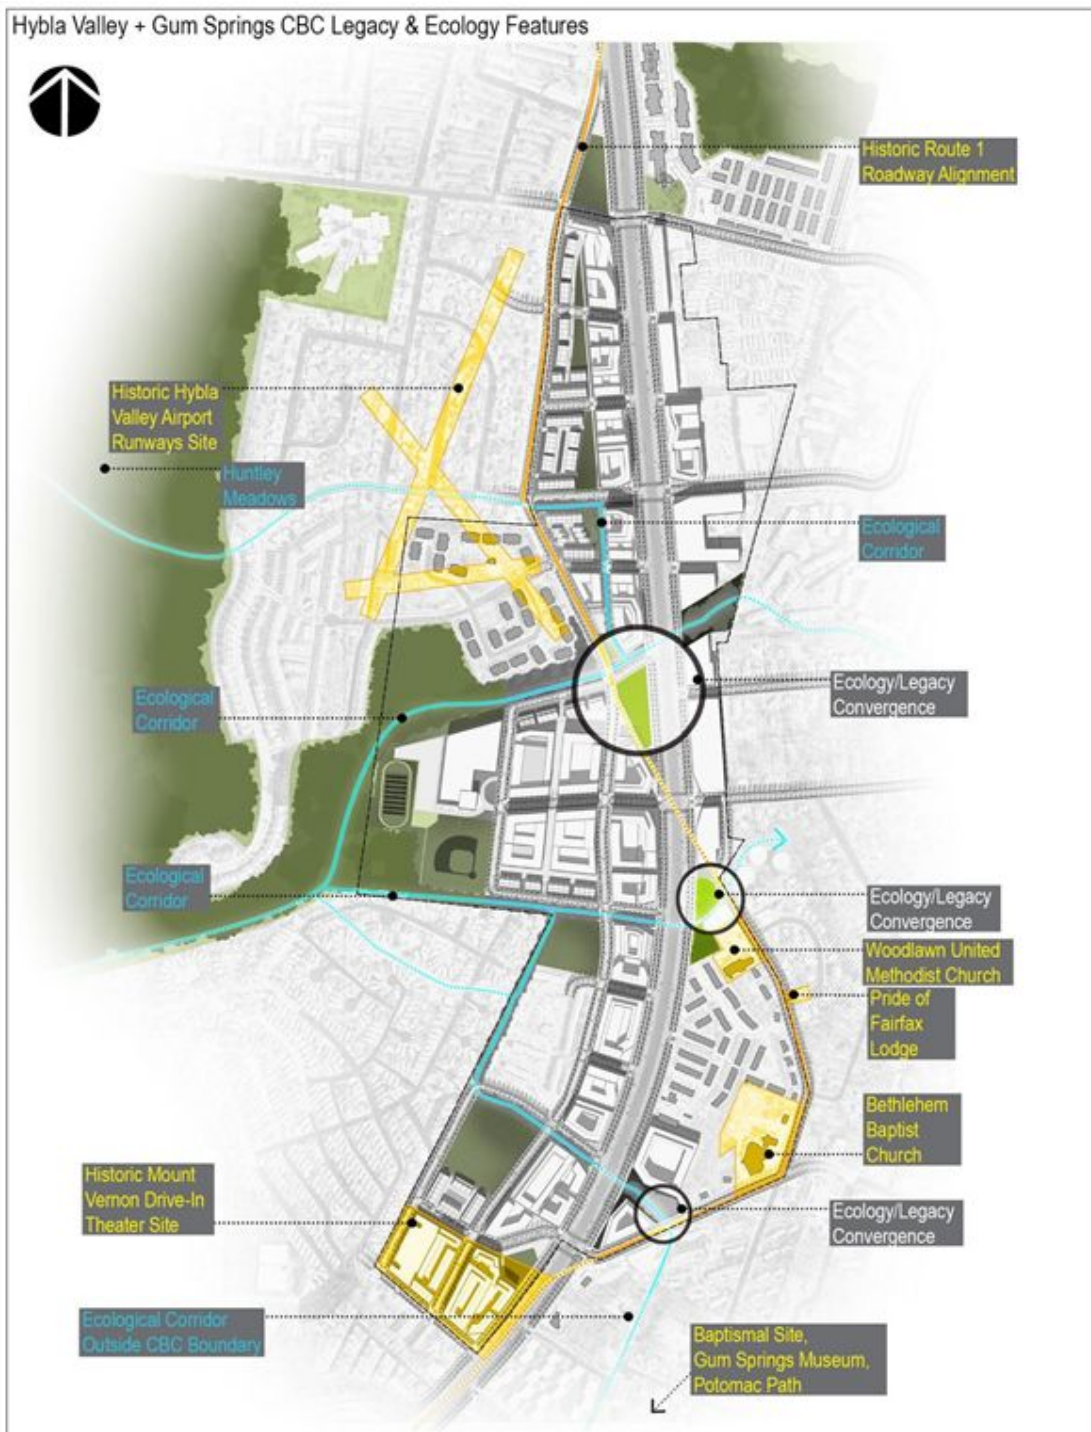 Hybla Valley + Gum Springs CBC Legacy & Ecology Features
Historic Route 1
Roadway Alignment
Historic Hybla
Valley Airport
Runways Site
Huntley
Meadows
Ecological
Corridor
Ecological
Corridor
Ecology/Legacy
Convergence
Ecological
Corridor
Ecology/Legacy
Convergence
Woodlawn United
Methodist Church
Pride of
Fairfax
Lodge
Bethlehem
Baptist
Church
Historic Mount
Vernon Drive-In
Theater Site
Ecology/Legacy
Convergence
Ecological Corridor
Outside CBC Boundary
Baptismal Site,
Gum Springs Museum,
Potomac Path